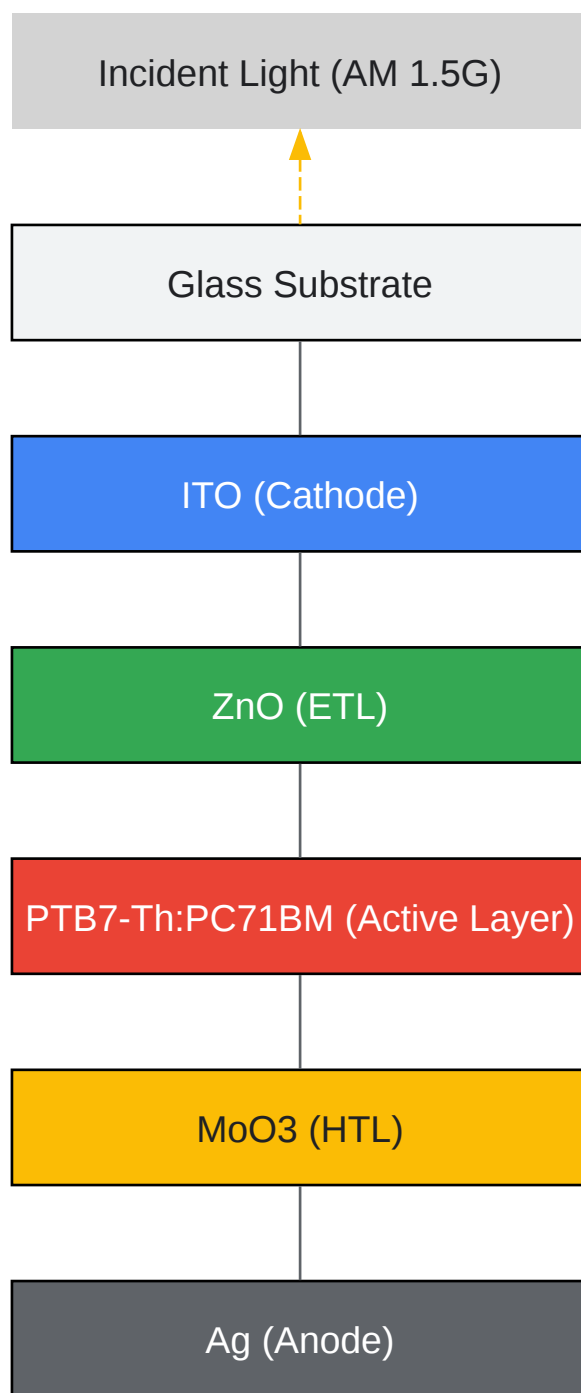 Incident Light (AM 1.5G)
Glass Substrate
ITO (Cathode)
ZnO (ETL)
PTB7-Th:PC71BM (Active Layer)
MoO3 (HTL)
Ag (Anode)